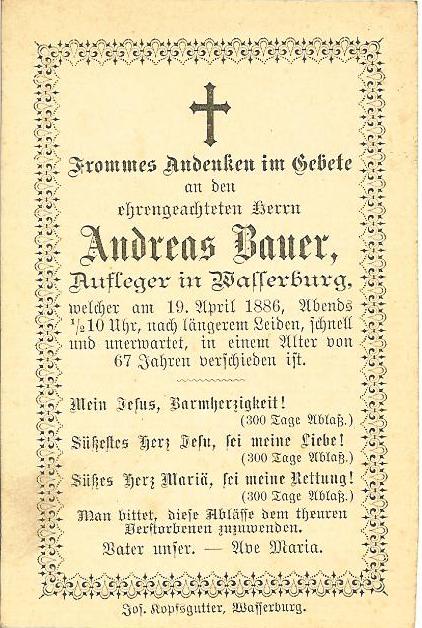 Frommes Andenken im Gebete
an den
ehrengeachteten Herrn
Andreas Bauer,
Aufleger in Wasserburg,
welcher am 19. April 1886, Abends
½10 Uhr, nach längerem Leiden, schnell
und unerwartet, in einem Alter von
67 Jahren verschieden ist.
Mein Jesus, Barmherzigkeit!
(300 Tage Ablaß.)
Süßestes Herz Jesu, sei meine Liebe!
(300 Tage Ablaß.)
Süßes Herz Mariä, sei meine Rettung!
(300 Tage Ablaß.)
Man bittet, diese Ablässe dem theuren
Verstorbenen zuzuwenden.
Vater unser. — Ave Maria.
Jos. Kopfsgutter, Wasserburg.